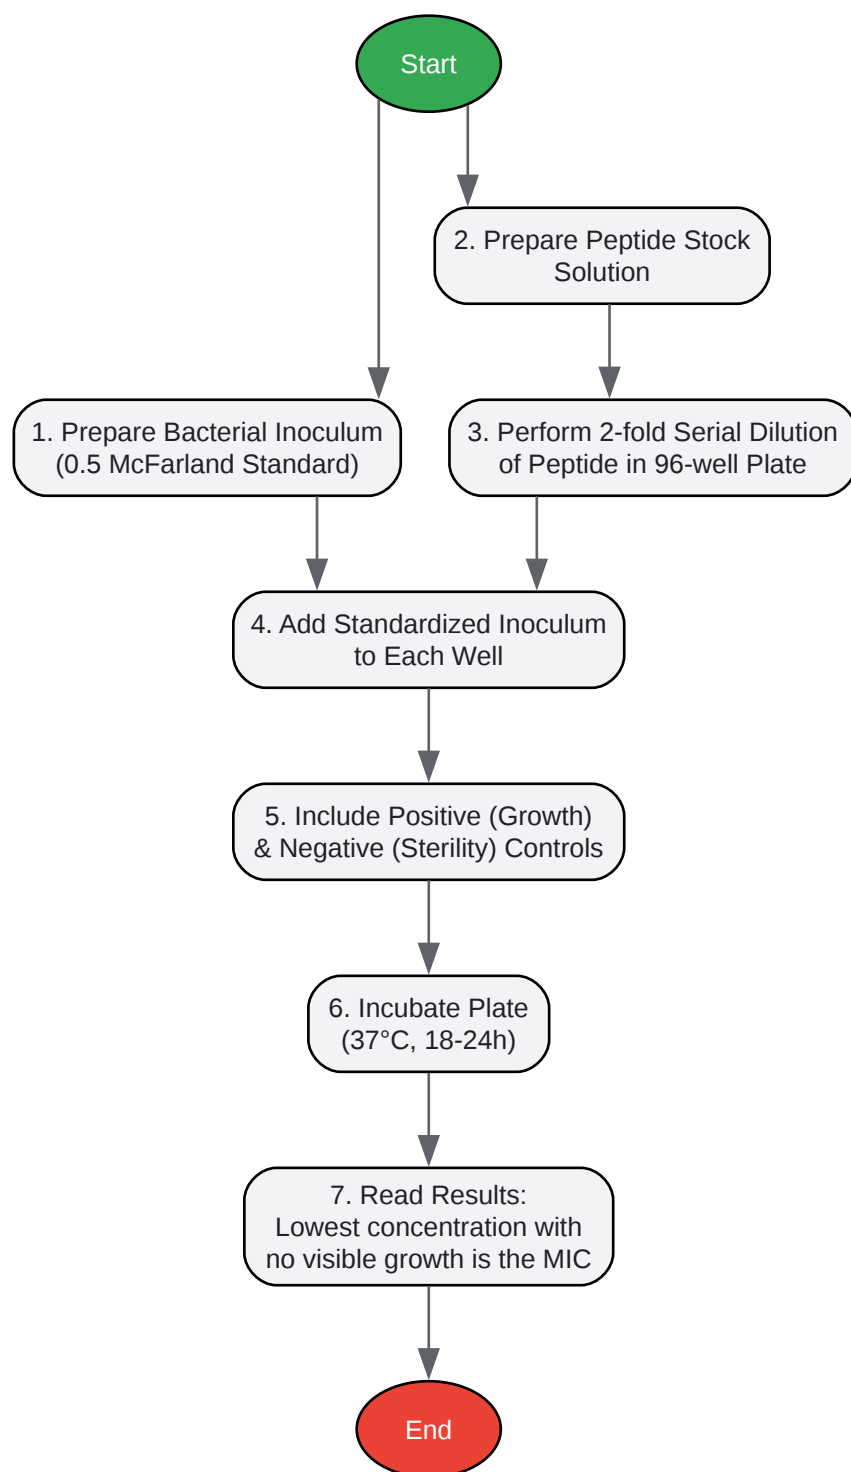 Start
2. Prepare Peptide Stock
Solution
1. Prepare Bacterial Inoculum
(0.5 McFarland Standard)
3. Perform 2-fold Serial Dilution
of Peptide in 96-well Plate
4. Add Standardized Inoculum
to Each Well
5. Include Positive (Growth)
& Negative (Sterility) Controls
6. Incubate Plate
(37°C, 18-24h)
7. Read Results:
Lowest concentration with
no visible growth is the MIC
End